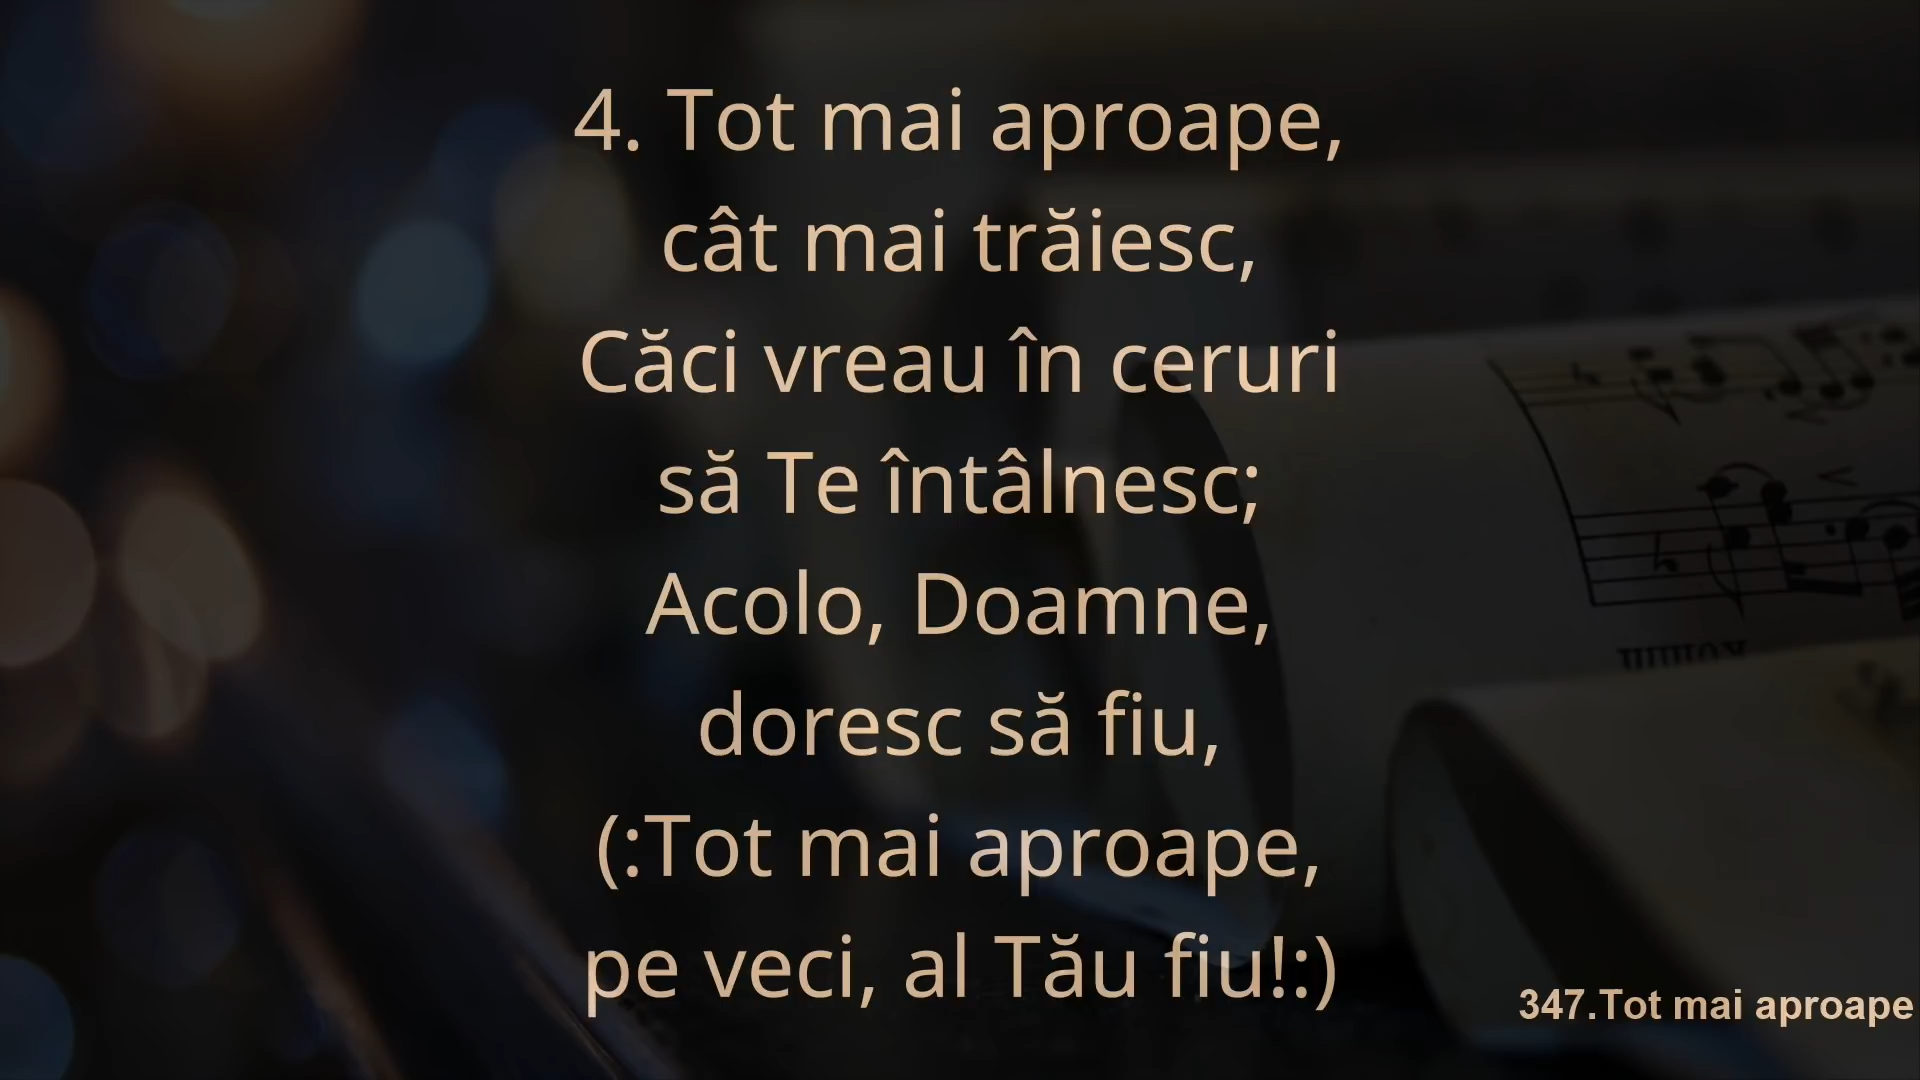 4. Tot mai aproape,
cât mai trăiesc,
Căci vreau în ceruri
să Te întâlnesc;
Acolo, Doamne,
doresc să fiu,
(:Tot mai aproape,
pe veci, al Tău fiu!:)
347.Tot mai aproape